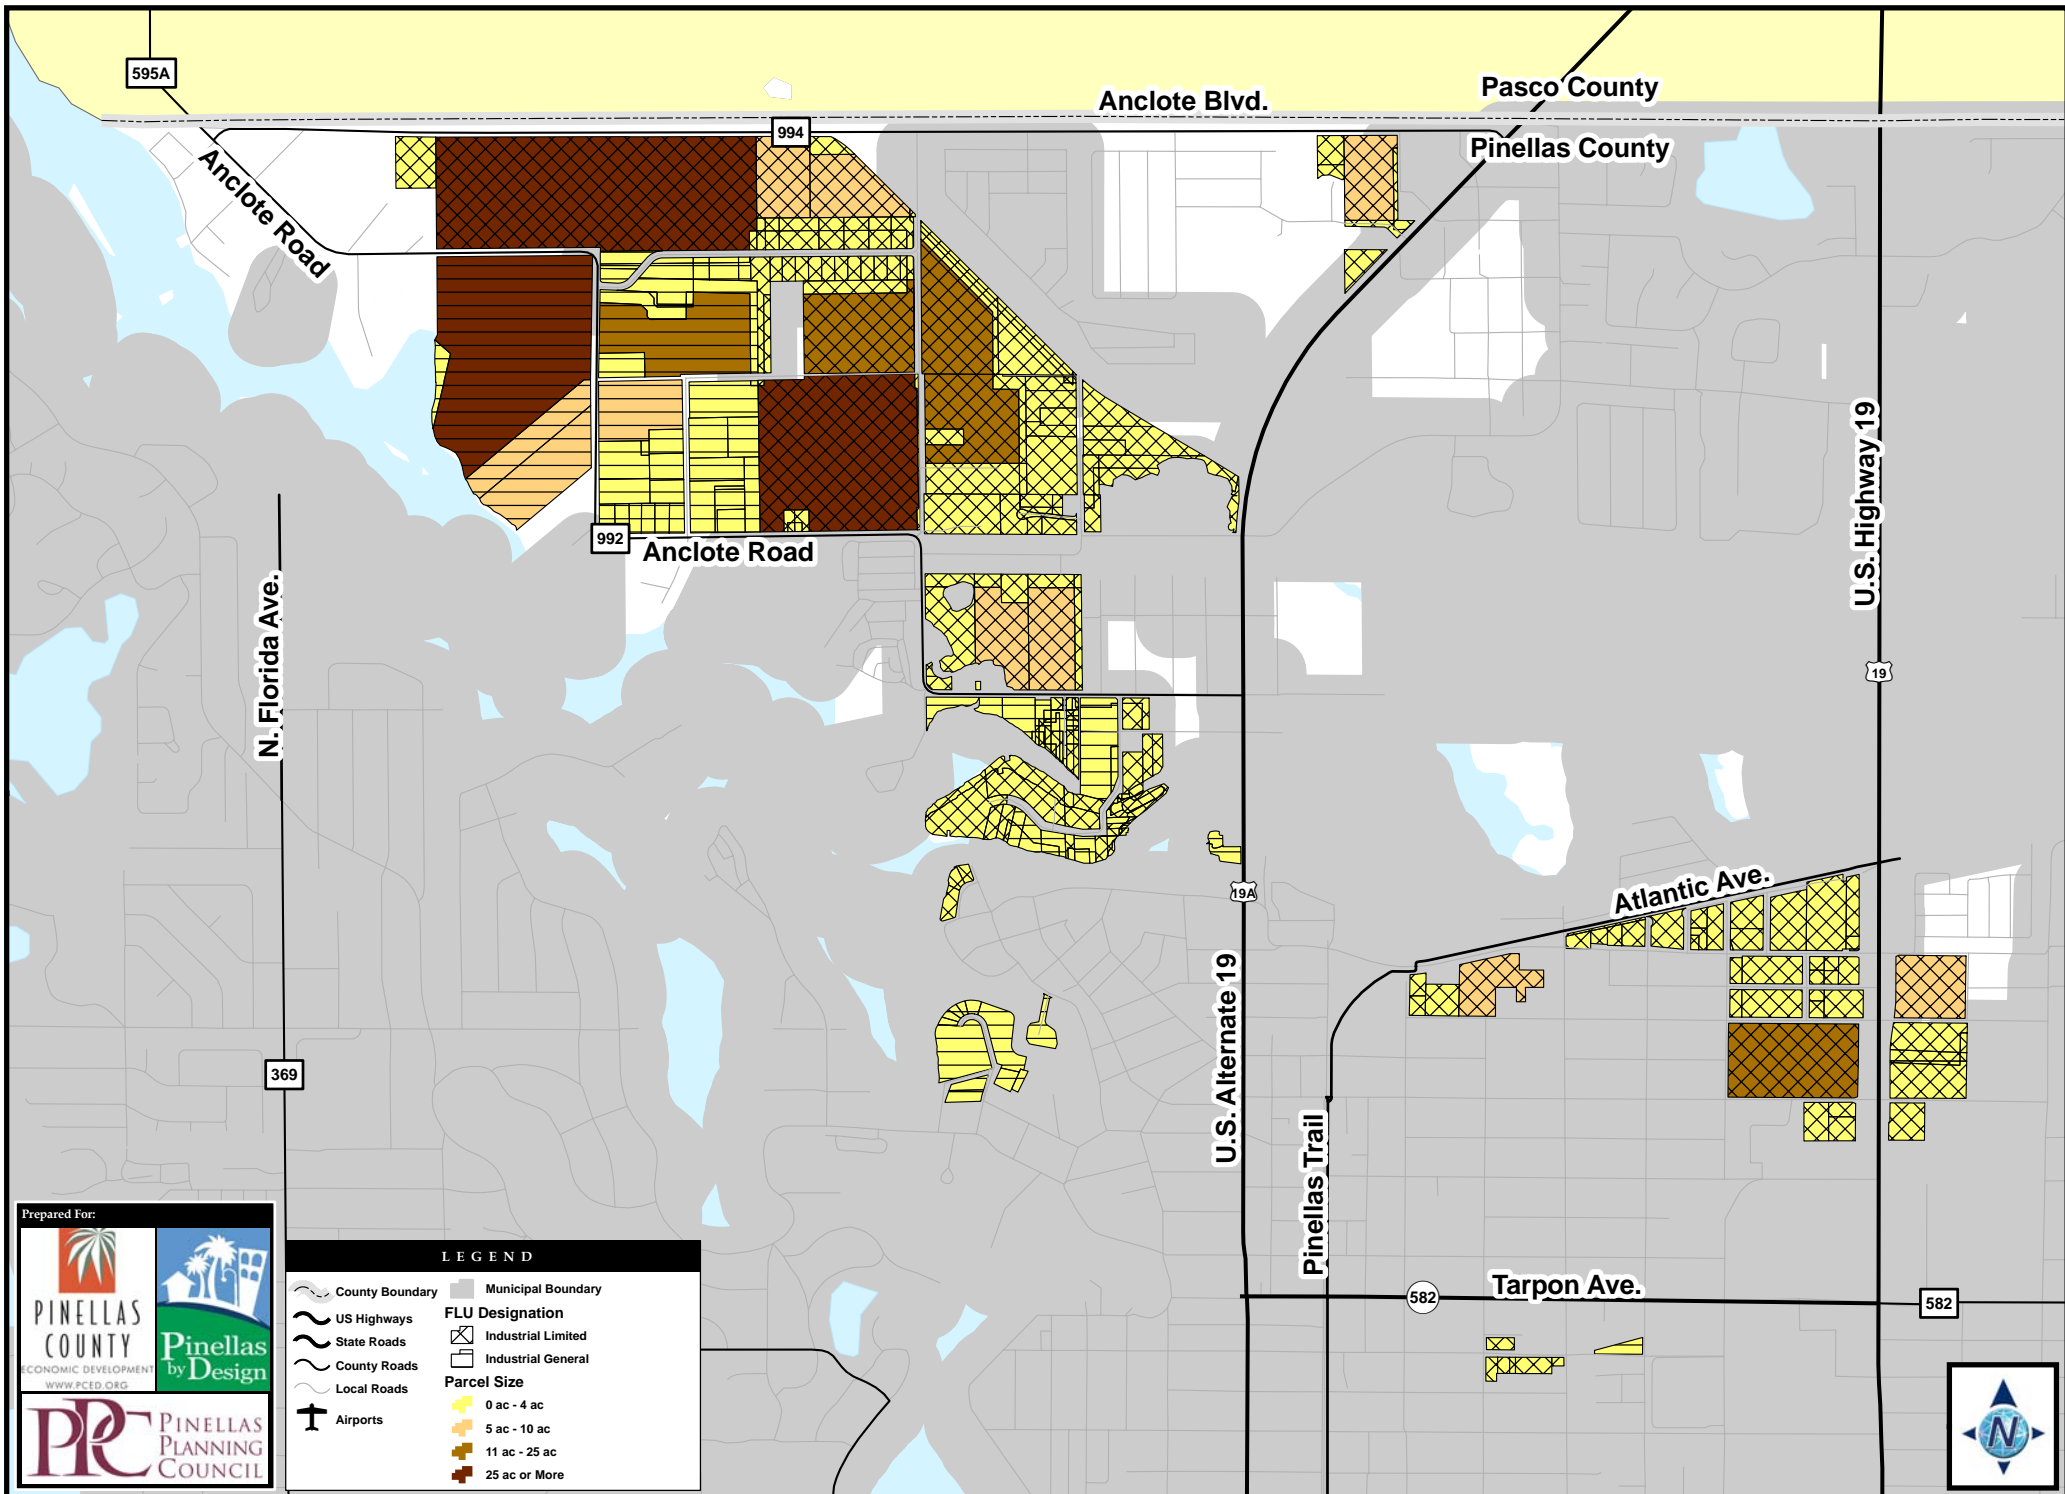 595A
Anclote Blvd.
Pasco County
994
Pinellas County
Anclote Road
992
Anclote Road
U.S. Highway 19
N. Florida Ave.
19
19A
Atlantic Ave.
U.S. Alternate 19
369
Pinellas Trail
582
Tarpon Ave.
582
Prepared For:
PINELLAS
COUNTY
ECONOMIC DEVELOPMENT
WWW.PCED.ORG
Pinellas
by Design
PPC
PINELLAS
PLANNING
COUNCIL
LEGEND
County Boundary
US Highways
State Roads
County Roads
Local Roads
Airports
Municipal Boundary
FLU Designation
Industrial Limited
Industrial General
Parcel Size
0 ac - 4 ac
5 ac - 10 ac
11 ac - 25 ac
25 ac or More
N